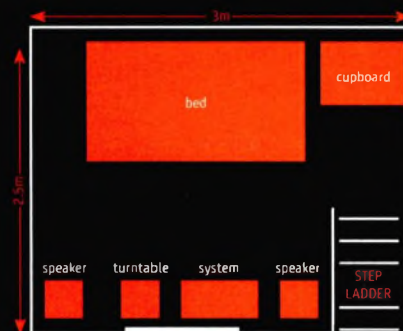 3m
cupboard
bed
2.5m
speaker turntable system speaker
STEP
LADDER